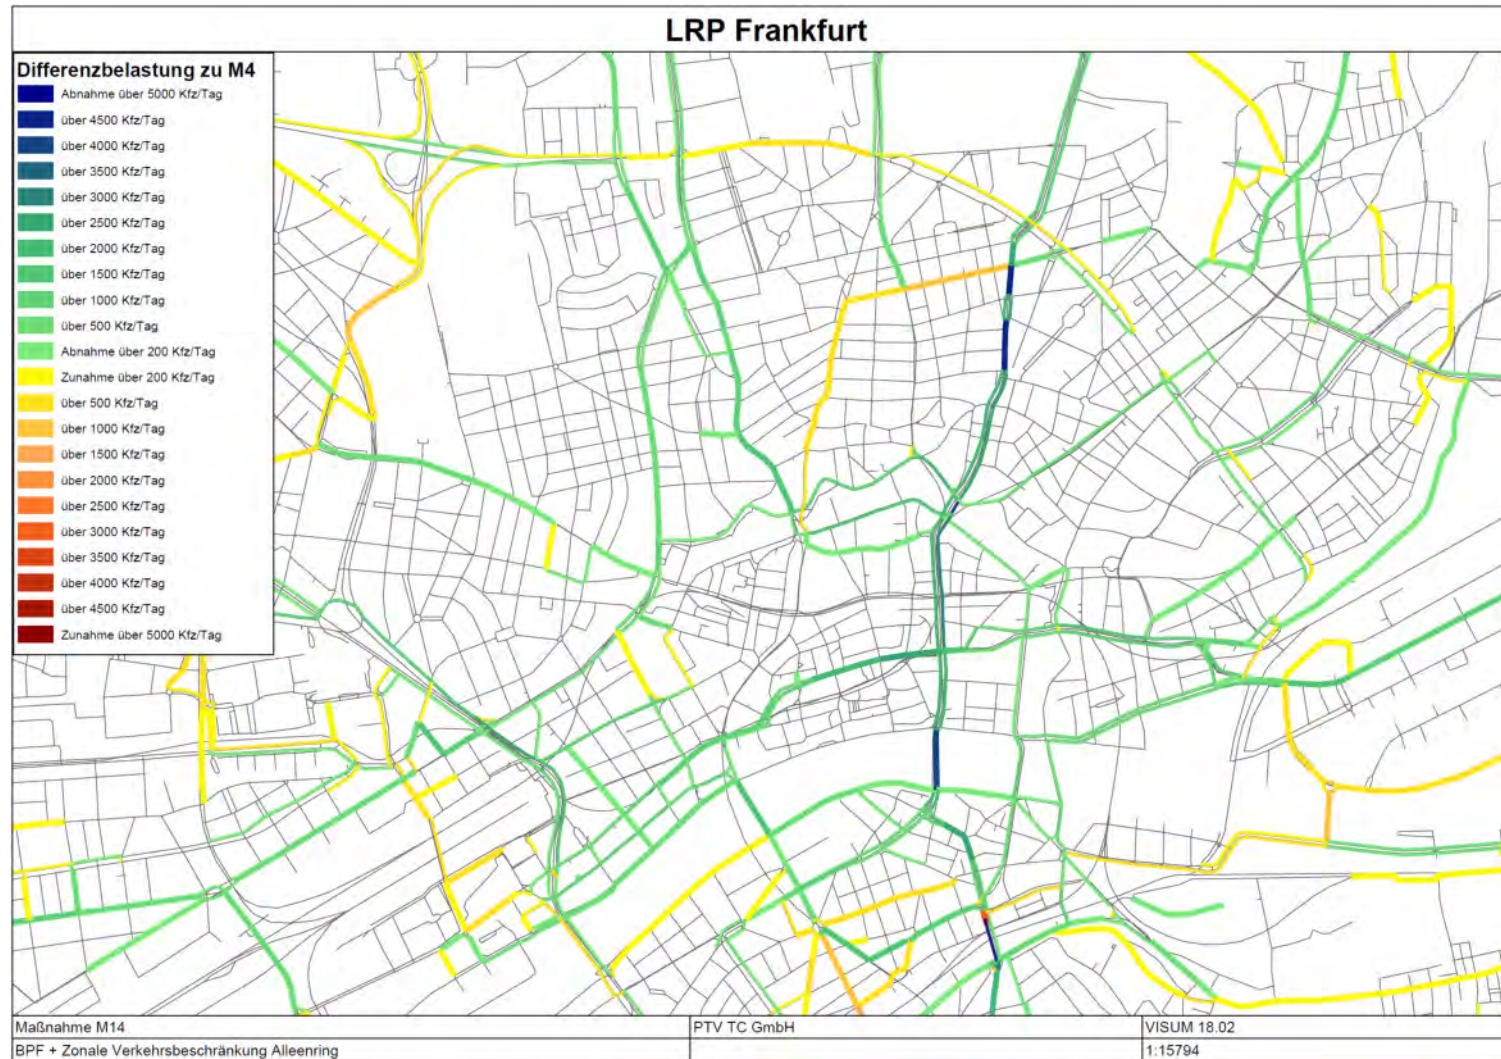 LRP Frankfurt
Differenzbelastung zu M4
Abnahme über 5000 Kfz/Tag
über 4500 Kfz/Tag
über 4000 Kfz/Tag
über 3500 Kfz/Tag
über 3000 Kfz/Tag
über 2500 Kfz/Tag
über 2000 Kfz/Tag
über 1500 Kfz/Tag
über 1000 Kfz/Tag
über 500 Kfz/Tag
Abnahme über 200 Kfz/Tag
Zunahme über 200 Kfz/Tag
über 500 Kfz/Tag
über 1000 Kfz/Tag
über 1500 Kfz/Tag
über 2000 Kfz/Tag
über 2500 Kfz/Tag
über 3000 Kfz/Tag
über 3500 Kfz/Tag
über 4000 Kfz/Tag
über 4500 Kfz/Tag
Zunahme über 5000 Kfz/Tag
Maßnahme M14
PTV TC GmbH
VISUM 18.02
BPF + Zonale Verkehrsbeschränkung Alleenring
1:15794